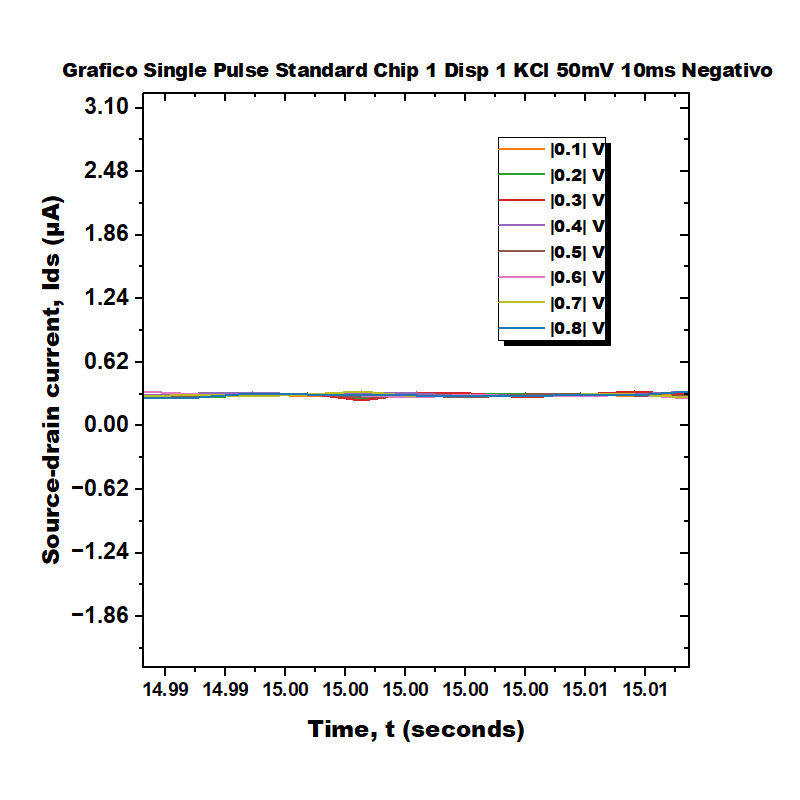 Grafico Single Pulse Standard Chip 1 Disp 1 KCl 50mV 10ms Negativo
3.10
2.48
1.86
1.24
0.62
0.00
−0.62
−1.24
−1.86
Source-drain current, Ids (µA)
|0.1| V
|0.2| V
|0.3| V
|0.4| V
|0.5| V
|0.6| V
|0.7| V
|0.8| V
14.99 14.99 15.00 15.00 15.00 15.00 15.00 15.01 15.01
Time, t (seconds)